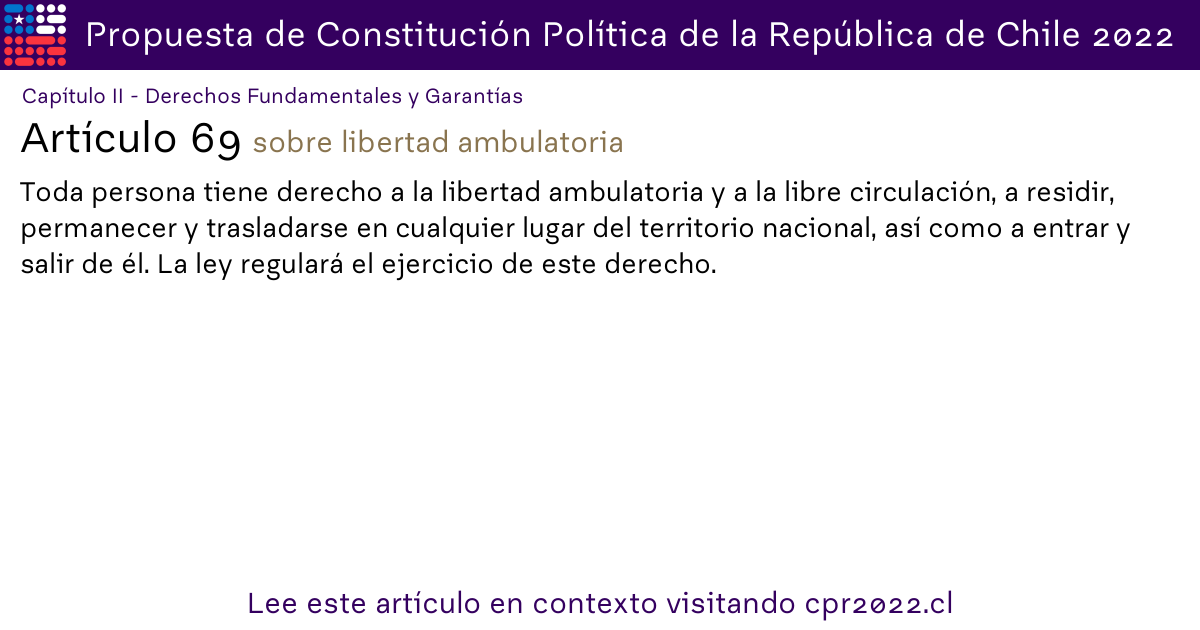 Propuesta de Constitución Política de la República de Chile 2022
Capítulo II - Derechos Fundamentales y Garantías
Artículo 69 sobre libertad ambulatoria
Toda persona tiene derecho a la libertad ambulatoria y a la libre circulación, a residir,
permanecer y trasladarse en cualquier lugar del territorio nacional, así como a entrar y
salir de él. La ley regulará el ejercicio de este derecho.
Lee este artículo en contexto visitando cpr2022.cl